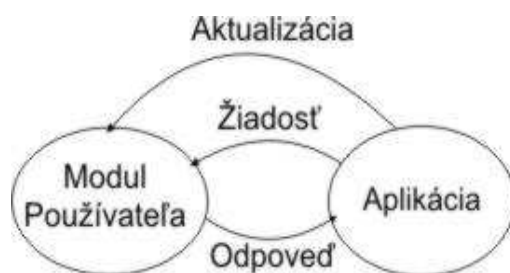 Aktualizácia
Žiadosť
Modul
Používateľa
Aplikácia
Odpoveď